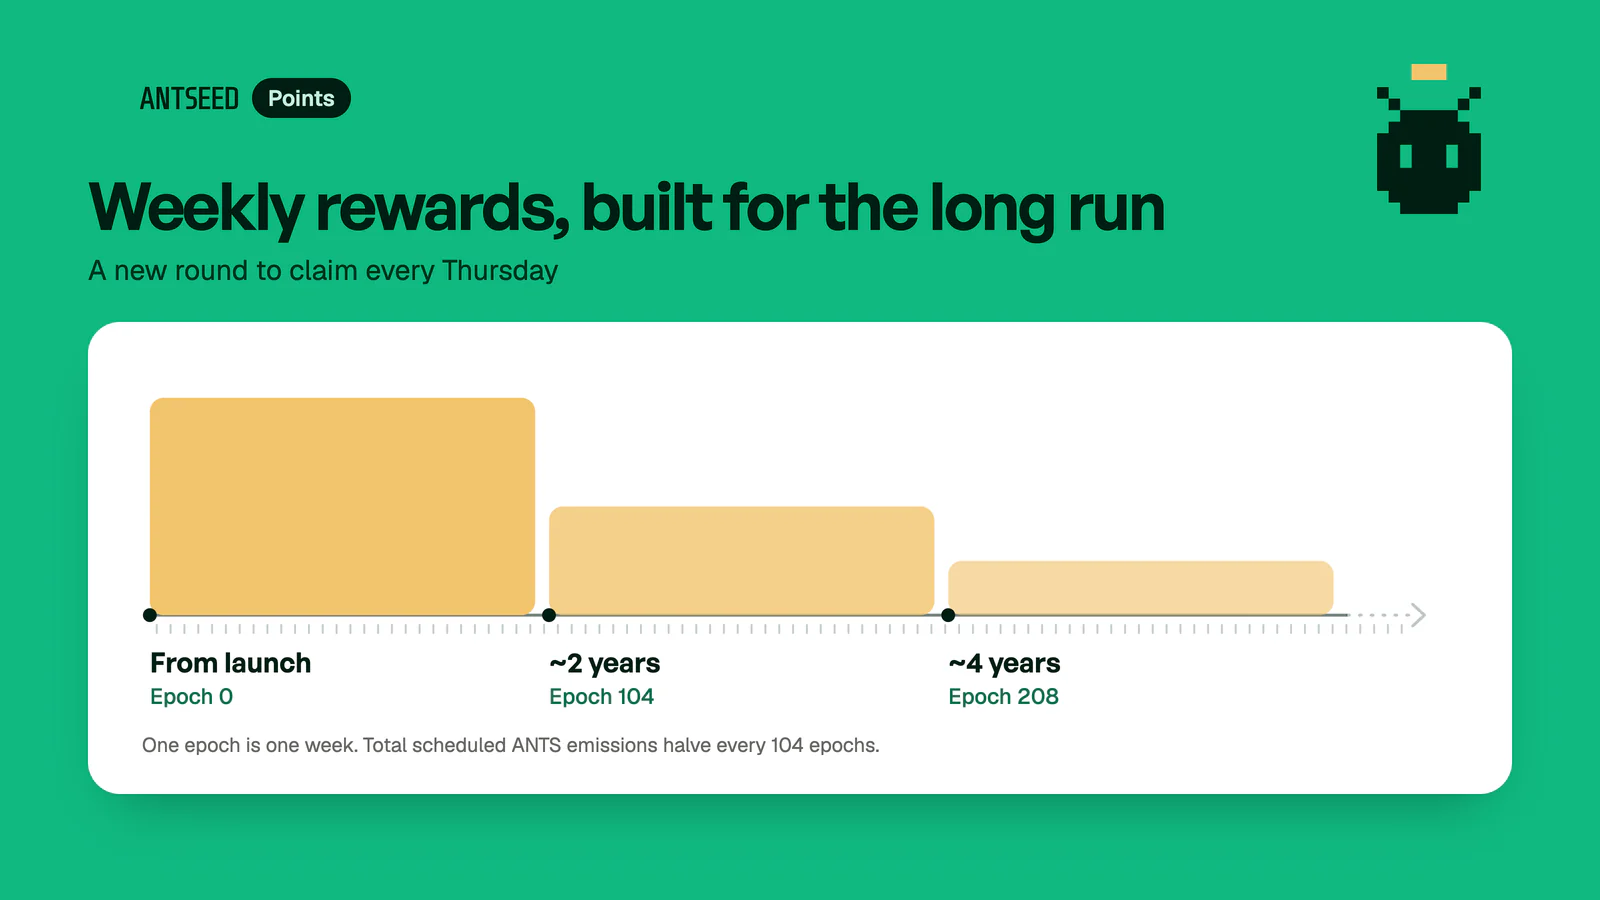 ANTSEED Points
Weekly rewards, built for the long run
A new round to claim every Thursday
From launch
Epoch 0
~2 years
Epoch 104
~4 years
Epoch 208
One epoch is one week. Total scheduled ANTS emissions halve every 104 epochs.